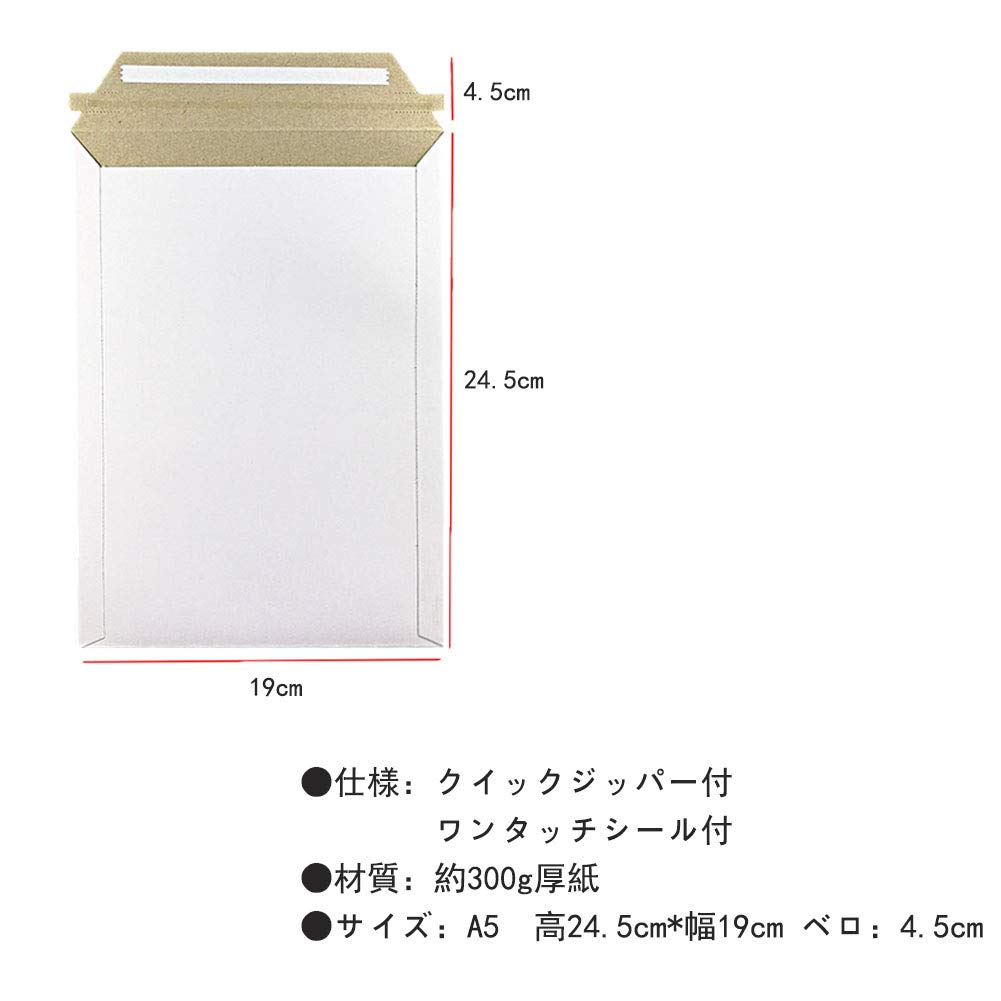 4.5cm
24.5cm
19cm
●仕様：クイックジッパー付
ワンタッチシール付
●材質：約300g厚紙
●サイズ：A5　高24.5cm*幅19cm ベロ：4.5cm